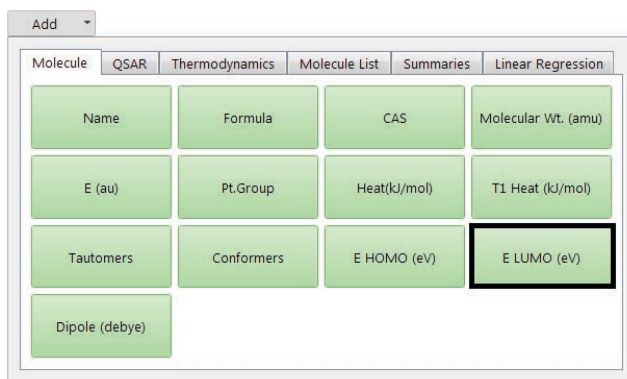 Add
Molecule QSAR Thermodynamics Molecule List Summaries Linear Regression
Name Formula CAS Molecular Wt. (amu)
E (au) Pt.Group Heat(kJ/mol) T1 Heat (kJ/mol)
Tautomers Conformers E HOMO (eV) E LUMO (eV)
Dipole (debye)